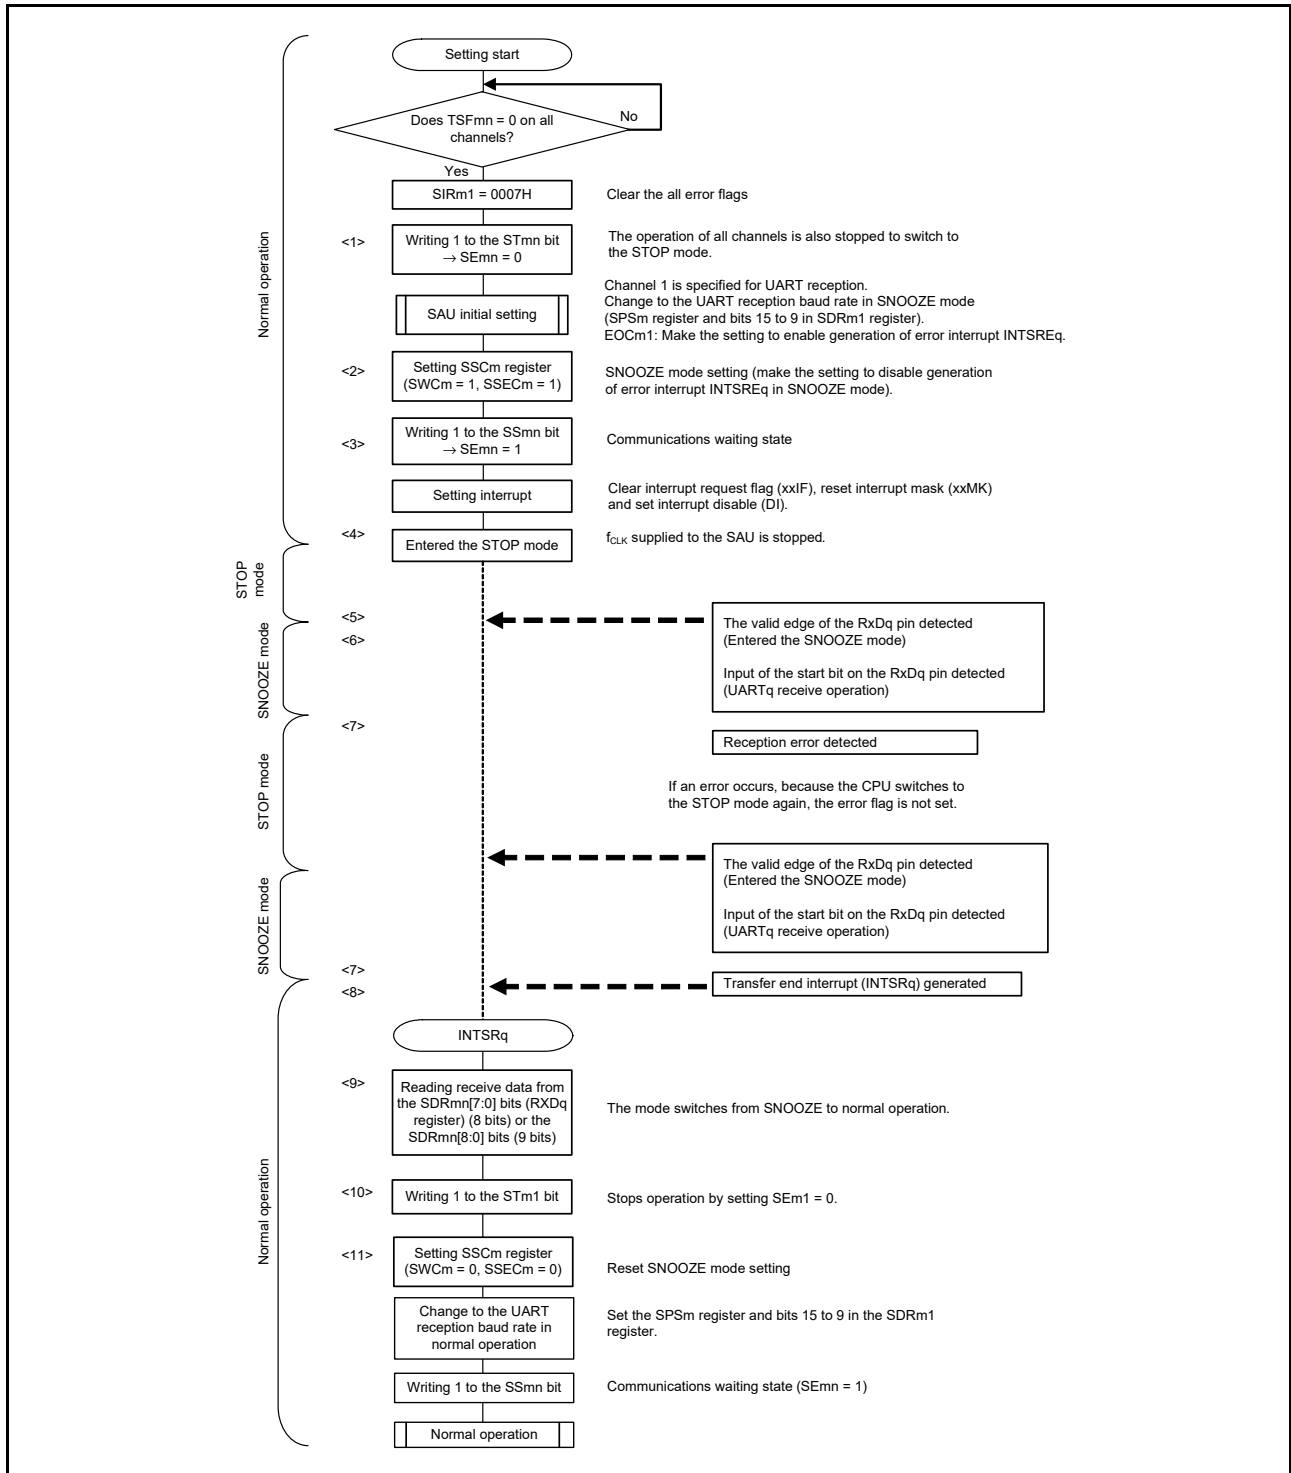 Setting start
Does TSFmn = 0 on all
channels?
No
Yes
SIRm1 = 0007H
Clear the all error flags
Normal operation
<1>
Writing 1 to the STmn bit
→ SEmn = 0
The operation of all channels is also stopped to switch to
the STOP mode.
SAU initial setting
Channel 1 is specified for UART reception.
Change to the UART reception baud rate in SNOOZE mode
(SPSm register and bits 15 to 9 in SDRm1 register).
EOCm1: Make the setting to enable generation of error interrupt INTSREq.
<2>
Setting SSCm register
(SWCm = 1, SSECm = 1)
SNOOZE mode setting (make the setting to disable generation
of error interrupt INTSREq in SNOOZE mode).
<3>
Writing 1 to the SSmn bit
→ SEmn = 1
Communications waiting state
Setting interrupt
Clear interrupt request flag (xxIF), reset interrupt mask (xxMK)
and set interrupt disable (DI).
<4>
Entered the STOP mode
fCLK supplied to the SAU is stopped.
STOP
mode
<5>
<6>
The valid edge of the RxDq pin detected
(Entered the SNOOZE mode)
Input of the start bit on the RxDq pin detected
(UARTq receive operation)
SNOOZE mode
<7>
Reception error detected
STOP mode
If an error occurs, because the CPU switches to
the STOP mode again, the error flag is not set.
The valid edge of the RxDq pin detected
(Entered the SNOOZE mode)
Input of the start bit on the RxDq pin detected
(UARTq receive operation)
SNOOZE mode
<7>
<8>
Transfer end interrupt (INTSRq) generated
INTSRq
<9>
Reading receive data from
the SDRmn[7:0] bits (RXDq
register) (8 bits) or the
SDRmn[8:0] bits (9 bits)
The mode switches from SNOOZE to normal operation.
Normal operation
<10>
Writing 1 to the STm1 bit
Stops operation by setting SEm1 = 0.
<11>
Setting SSCm register
(SWCm = 0, SSECm = 0)
Reset SNOOZE mode setting
Change to the UART
reception baud rate in
normal operation
Set the SPSm register and bits 15 to 9 in the SDRm1
register.
Writing 1 to the SSmn bit
Communications waiting state (SEmn = 1)
Normal operation